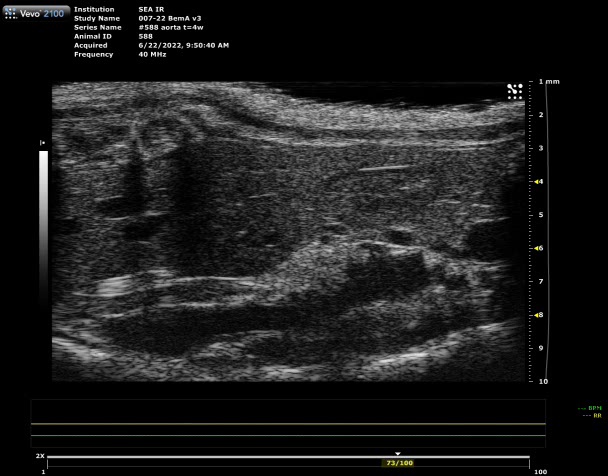 Vevo 2100
Institution SEA IR
Study Name 007-22 BemA v3
Series Name #588 aorta t=4w
Animal ID 588
Acquired 6/22/2022, 9:50:40 AM
Frequency 40 MHz
1 mm
2
3
4
5
6
7
8
9
10
--- BPM
--- RR
2X
73/100
1
100